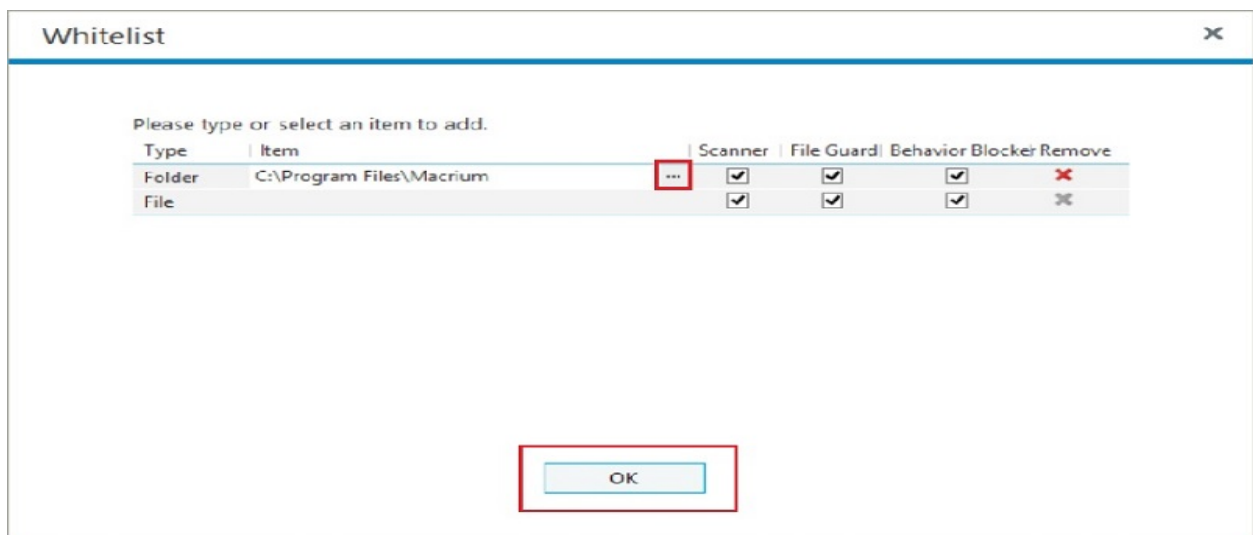 Whitelist
Please type or select an item to add.
Type Item Scanner File Guard Behavior Blocker Remove
Folder C:\Program Files\Macrium ...
File
OK